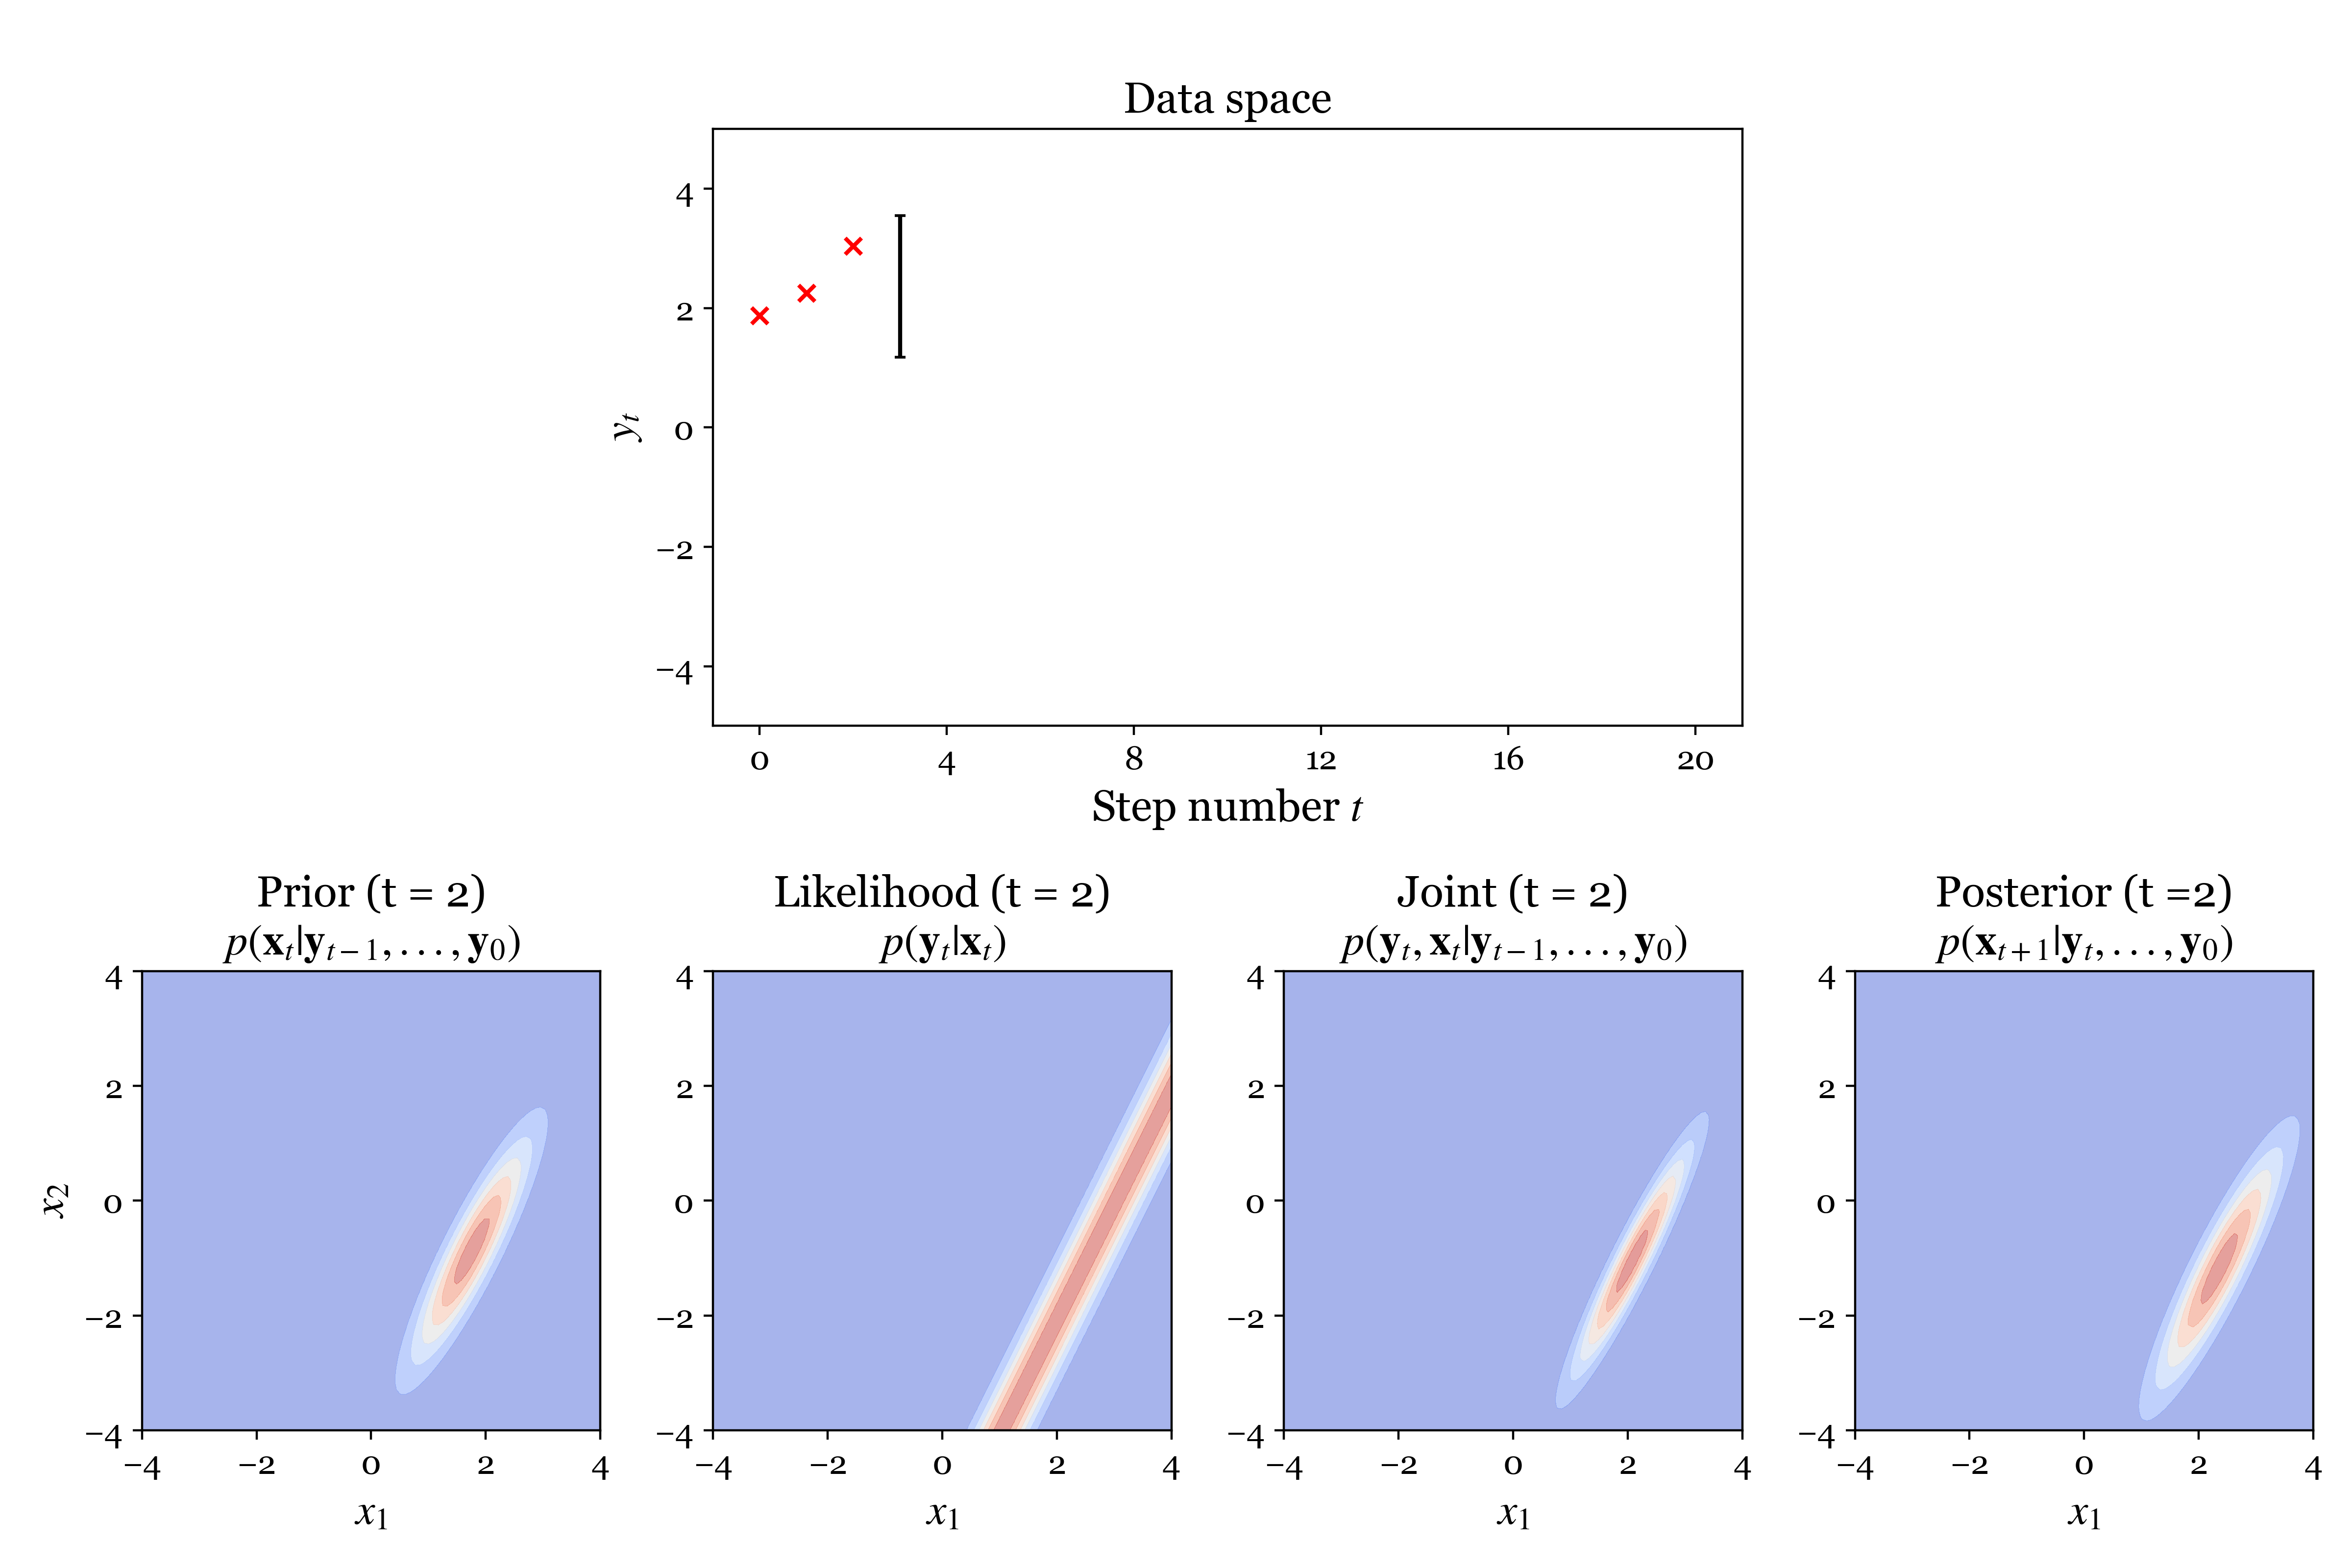 Data space
4
2
0
−2
−4
y_t
0 4 8 12 16 20
Step number t
Prior (t = 2) Likelihood (t = 2) Joint (t = 2) Posterior (t =2)
p(x_t|y_{t−1}, . . . , y_0) p(y_t|x_t) p(y_t, x_t|y_{t−1}, . . . , y_0) p(x_{t+1}|y_t, . . . , y_0)
4 4 4 4
2 2 2 2
x_2
0 0 0 0
−2 −2 −2 −2
−4 −4 −4 −4
−4 −2 0 2 4 −4 −2 0 2 4 −4 −2 0 2 4 −4 −2 0 2 4
x_1 x_1 x_1 x_1